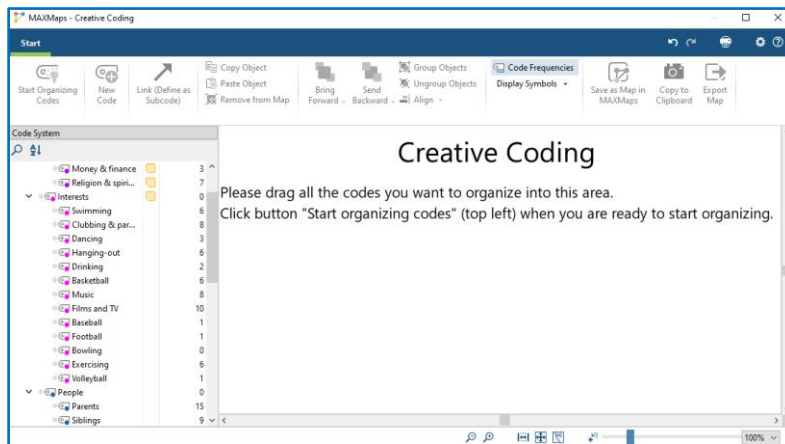 MAXMaps - Creative Coding
Start
Start Organizing Codes
New Code
Link (Define as Subcode)
Copy Object
Paste Object
Remove from Map
Bring Forward
Send Backward
Group Objects
Ungroup Objects
Align
Code Frequencies
Display Symbols
Save as Map in MAXMaps
Copy to Clipboard
Export Map
Code System
Money & finance 3
Religion & spiri... 7
Interests 0
Swimming 6
Clubbing & par... 8
Dancing 3
Hanging-out 6
Drinking 2
Basketball 6
Music 8
Films and TV 10
Baseball 1
Football 1
Bowling 0
Exercising 6
Volleyball 1
People 0
Parents 15
Siblings 9
Creative Coding
Please drag all the codes you want to organize into this area.
Click button "Start organizing codes" (top left) when you are ready to start organizing.
100%